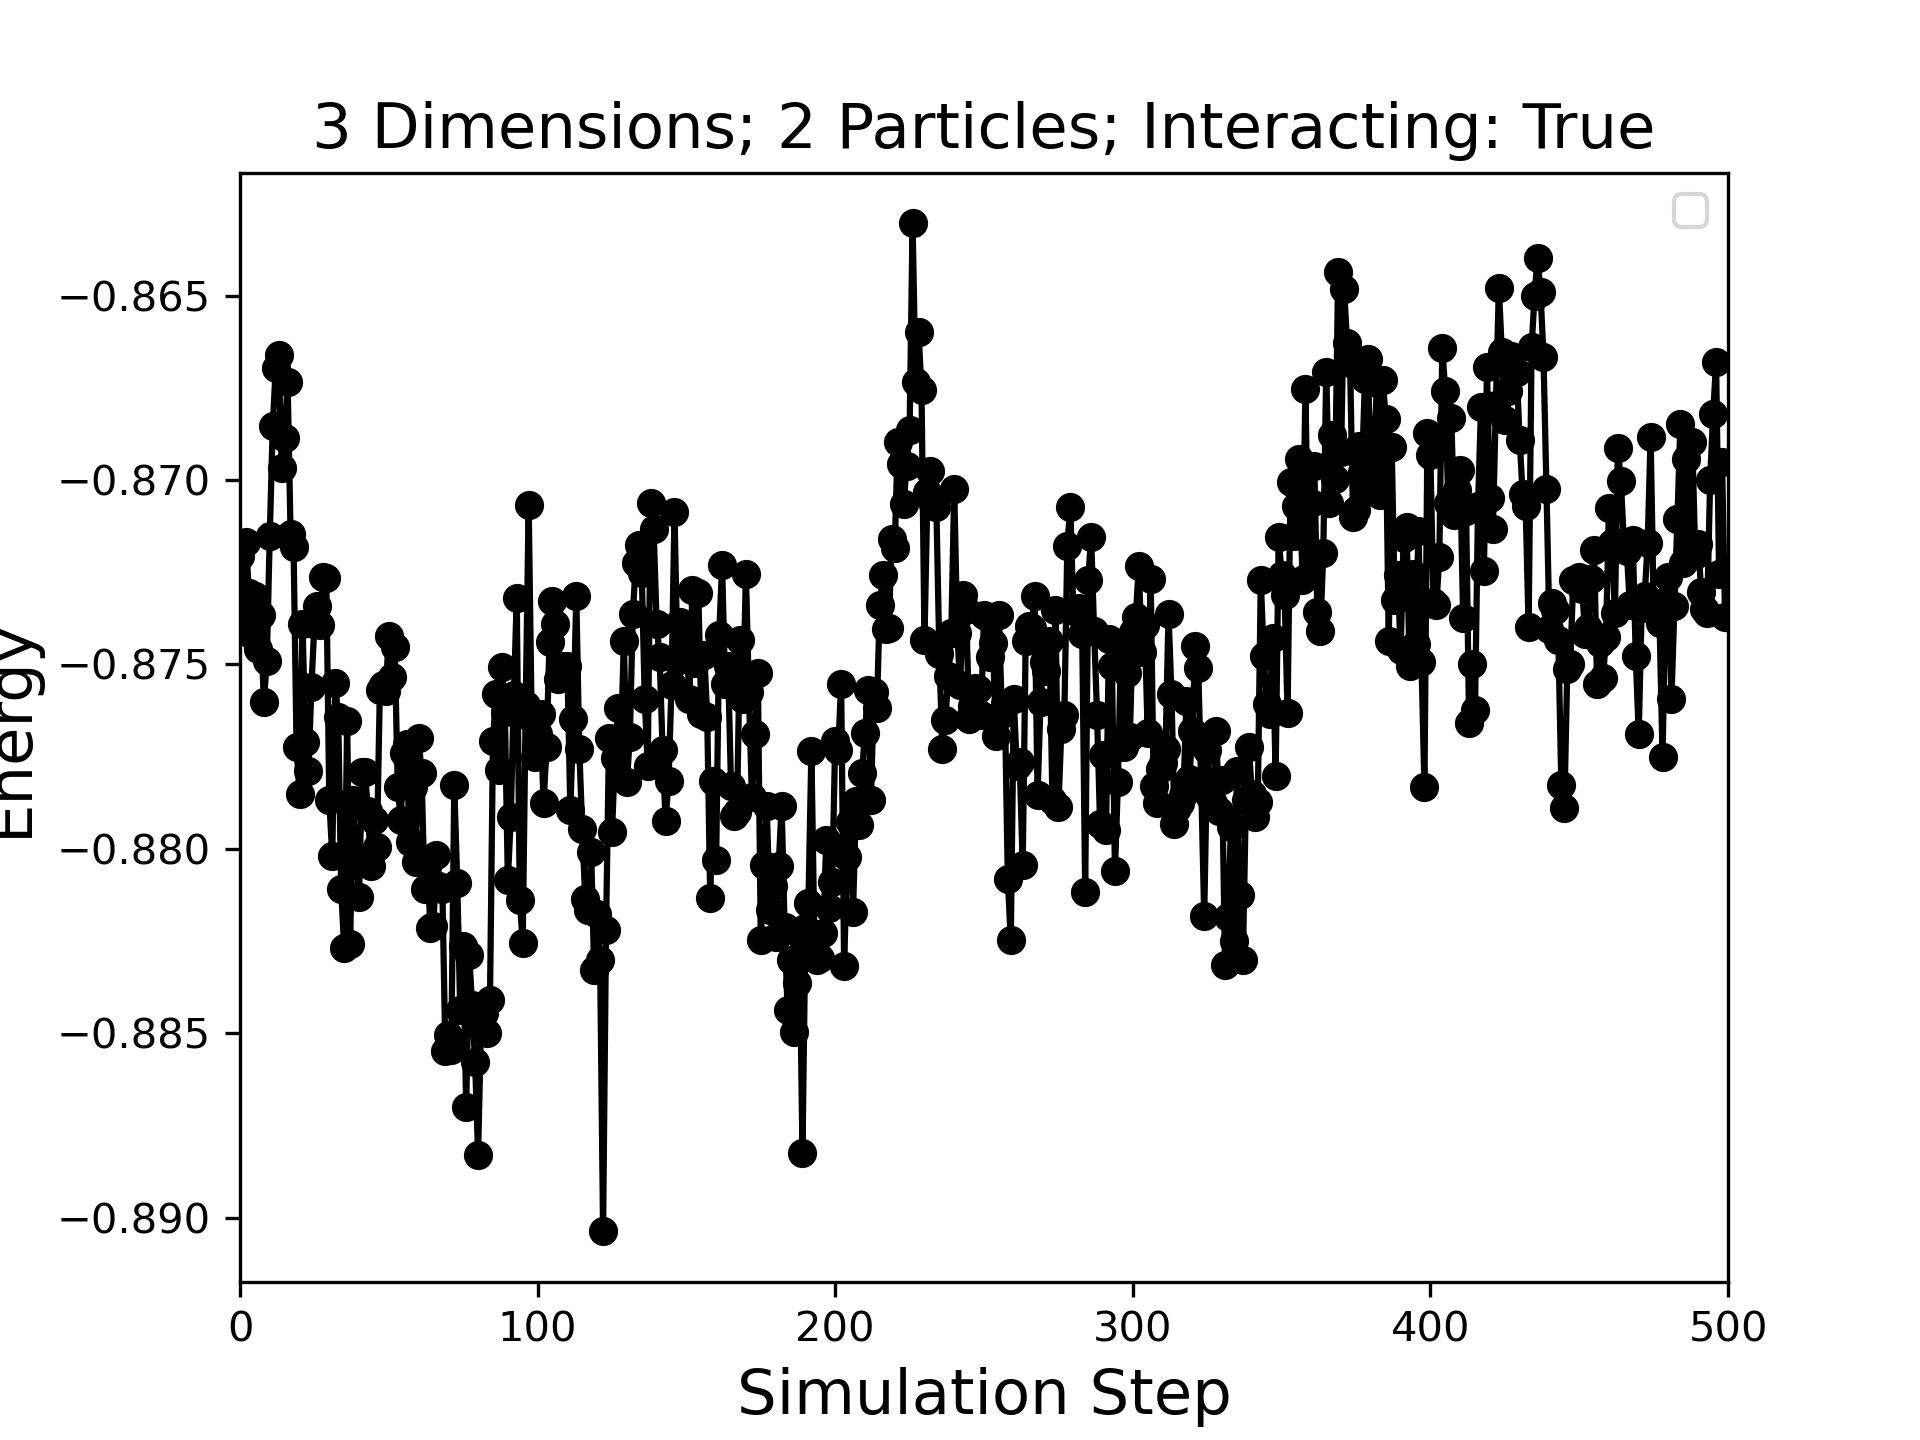 3 Dimensions; 2 Particles; Interacting: True
Energy
−0.865
−0.870
−0.875
−0.880
−0.885
−0.890
0 100 200 300 400 500
Simulation Step